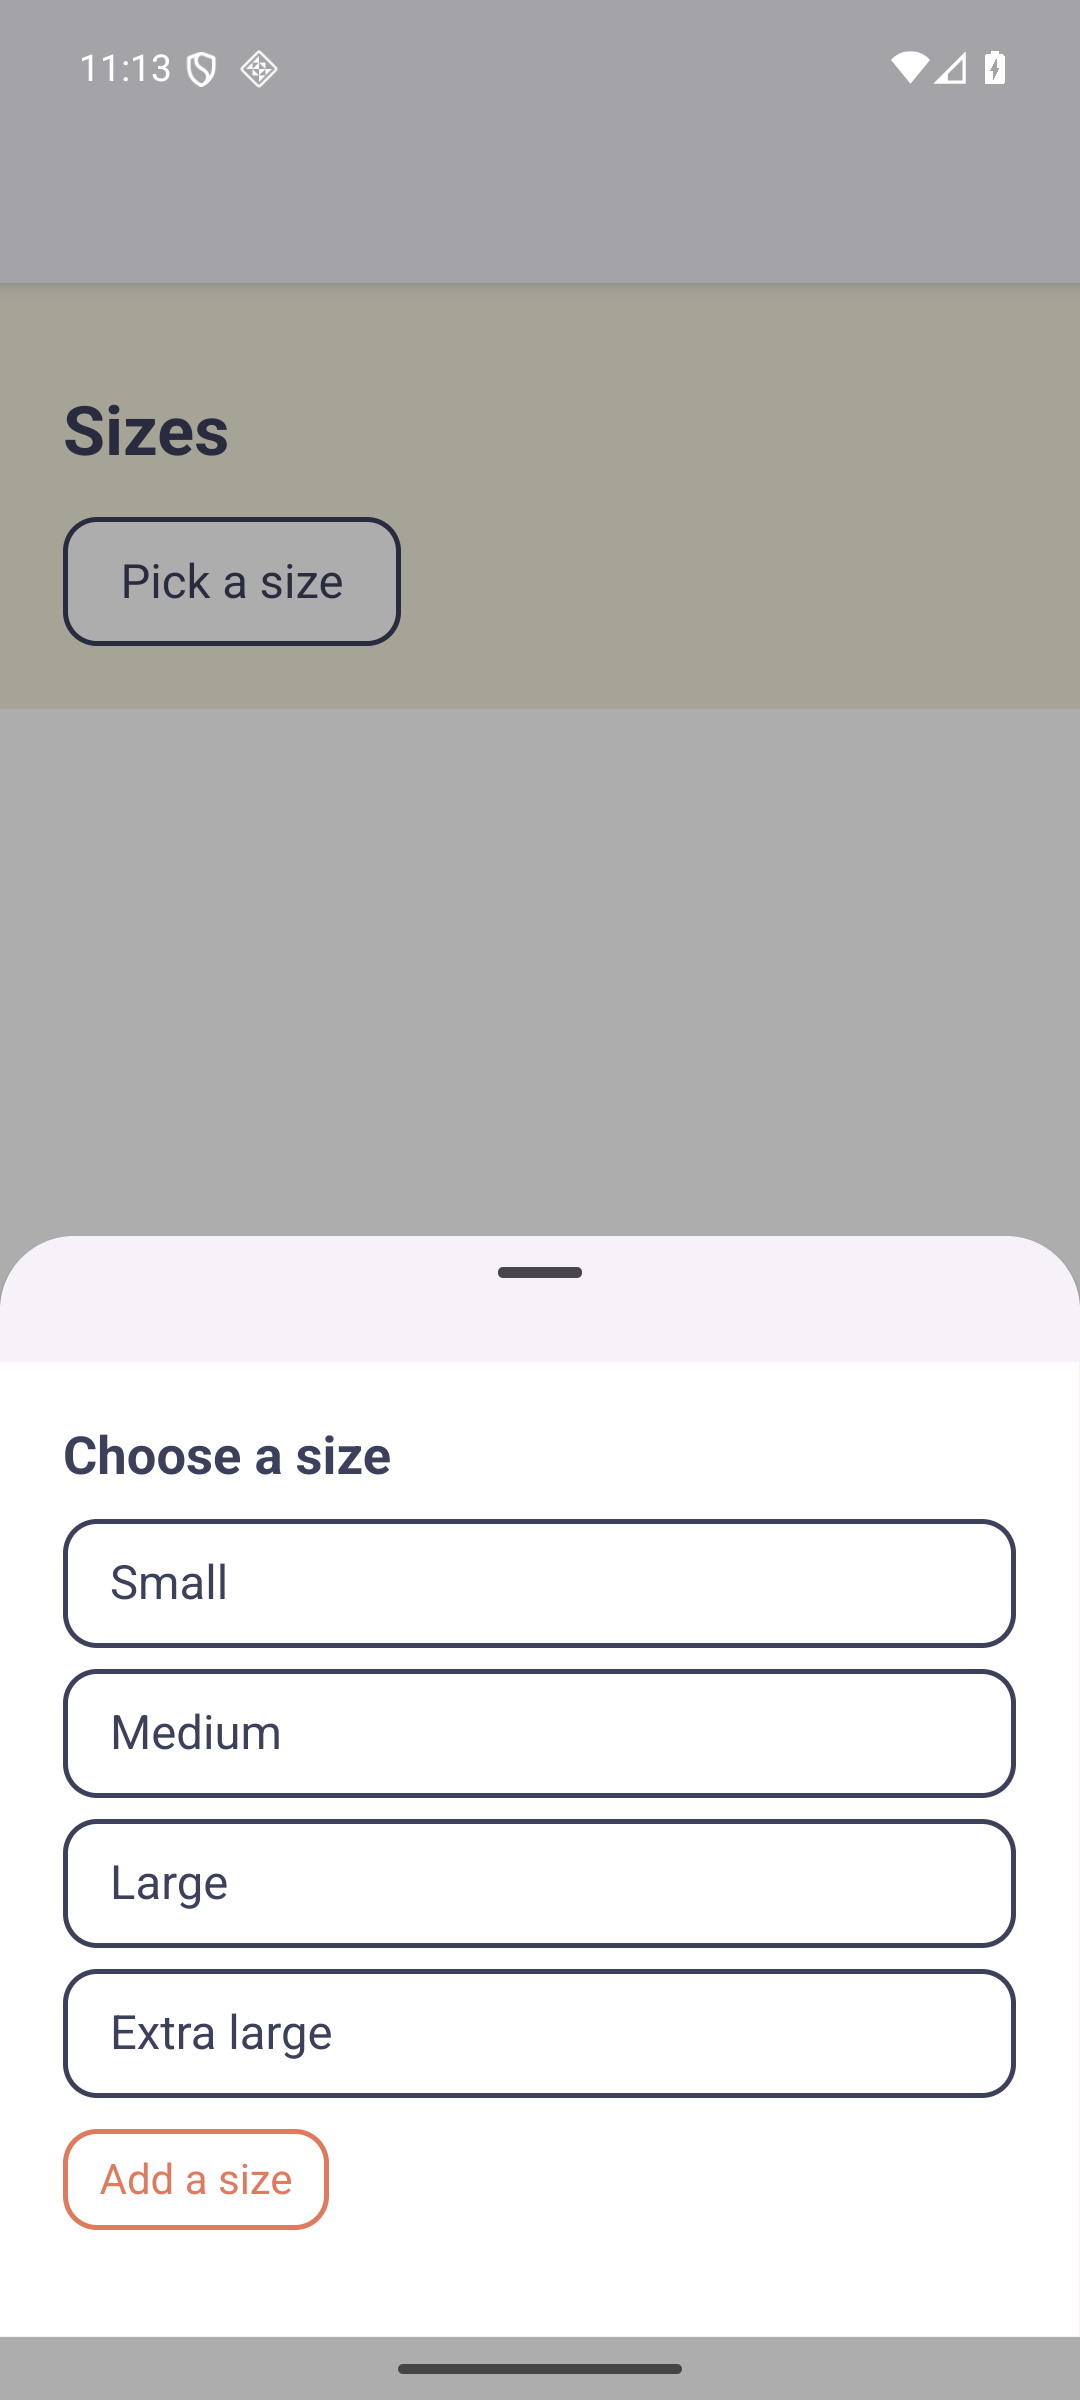 11:13
Sizes
Pick a size
Choose a size
Small
Medium
Large
Extra large
Add a size